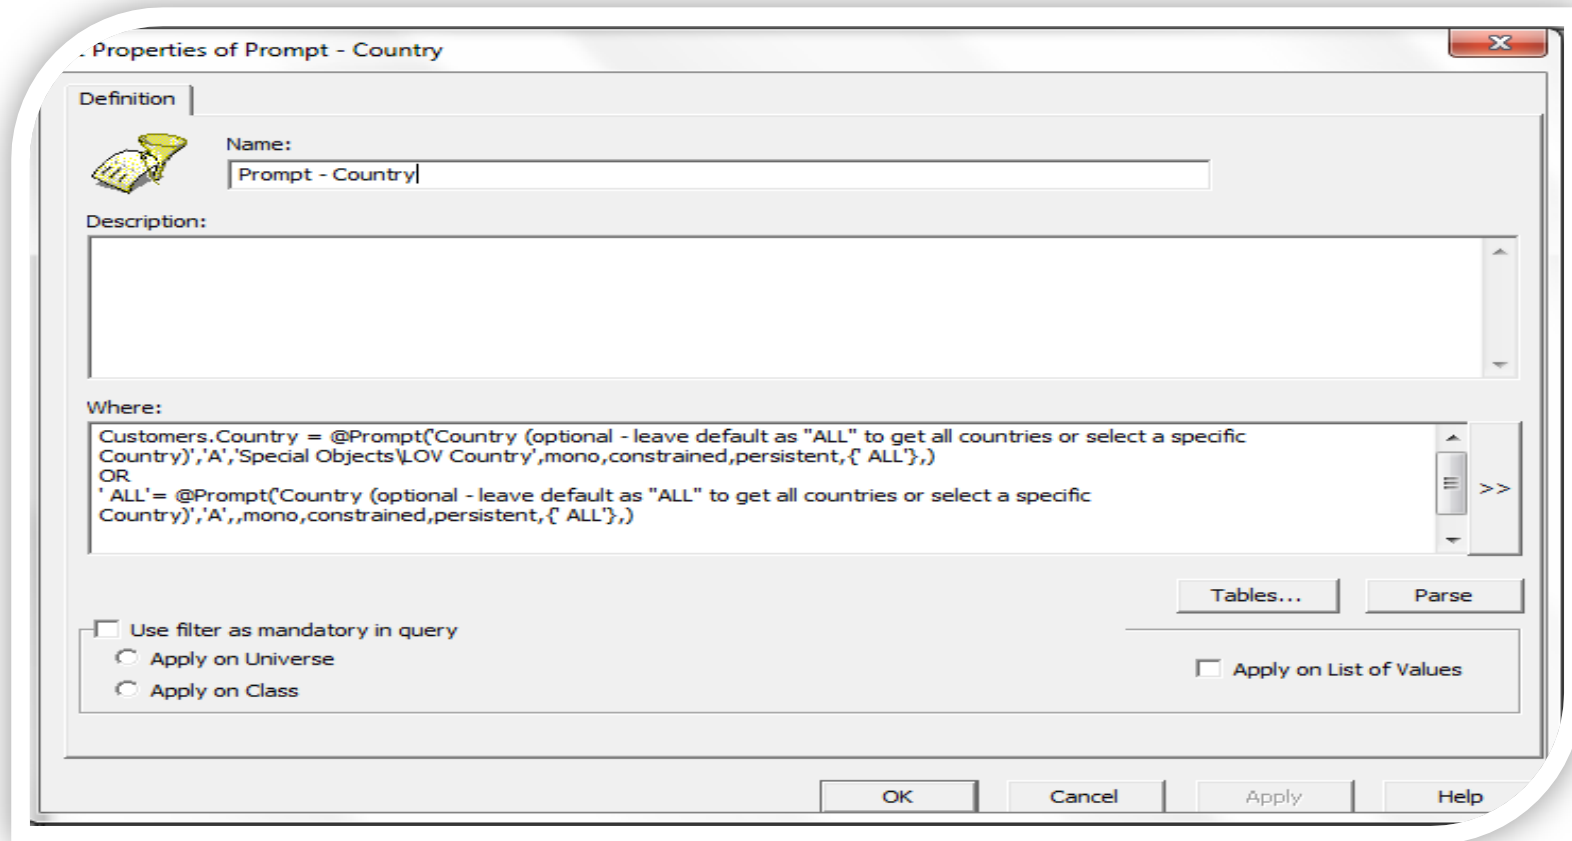 Properties of Prompt - Country
Definition
Name:
Prompt - Country
Description:
Where:
Customers.Country = @Prompt('Country (optional - leave default as "ALL" to get all countries or select a specific
Country)','A','Special Objects\LOV Country',mono,constrained,persistent,{' ALL'},)
OR
' ALL'= @Prompt('Country (optional - leave default as "ALL" to get all countries or select a specific
Country)','A',,mono,constrained,persistent,{' ALL'},)
>>
Tables...
Parse
Use filter as mandatory in query
Apply on Universe
Apply on List of Values
Apply on Class
OK
Cancel
Apply
Help